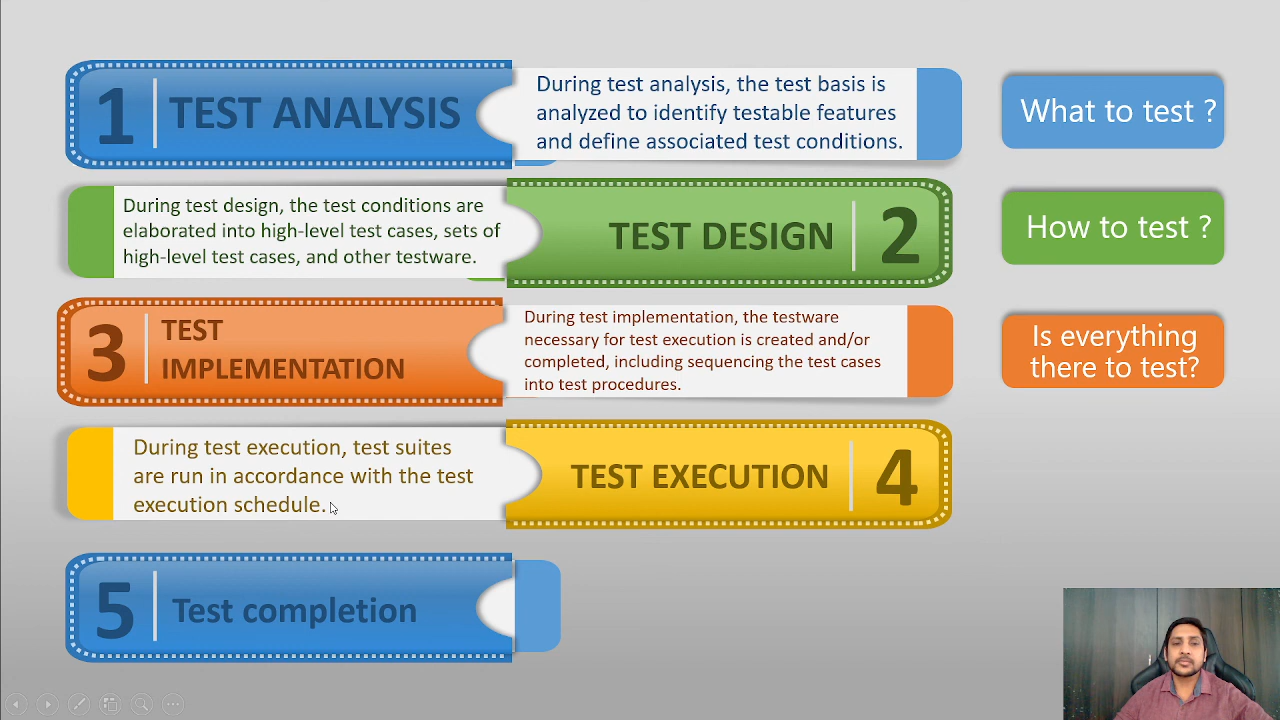 1 TEST ANALYSIS
During test analysis, the test basis is
analyzed to identify testable features
and define associated test conditions.
What to test ?
During test design, the test conditions are
elaborated into high-level test cases, sets of
high-level test cases, and other testware.
TEST DESIGN 2
How to test ?
3 TEST
IMPLEMENTATION
During test implementation, the testware
necessary for test execution is created and/or
completed, including sequencing the test cases
into test procedures.
Is everything
there to test?
During test execution, test suites
are run in accordance with the test
execution schedule.
TEST EXECUTION 4
5 Test completion